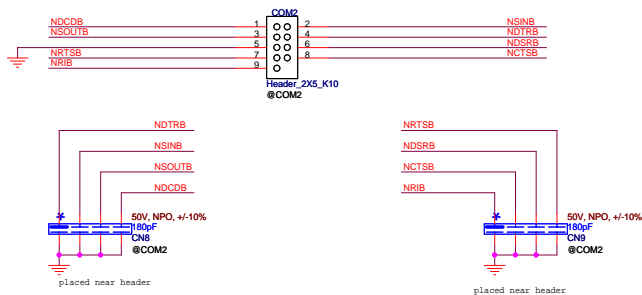 COM2
NDCDB 1 2 NSINB
NSOUTB 3 4 NDTRB
5 6 NDSRB
NRTSB 7 8 NCTSB
NRIB 9
Header_2X5_K10
@COM2
NDTRB
NSINB
NSOUTB
NDCDB
50V, NPO, +/-10%
180pF
CN8
@COM2
placed near header
NRTSB
NDSRB
NCTSB
NRIB
50V, NPO, +/-10%
180pF
CN9
@COM2
placed near header